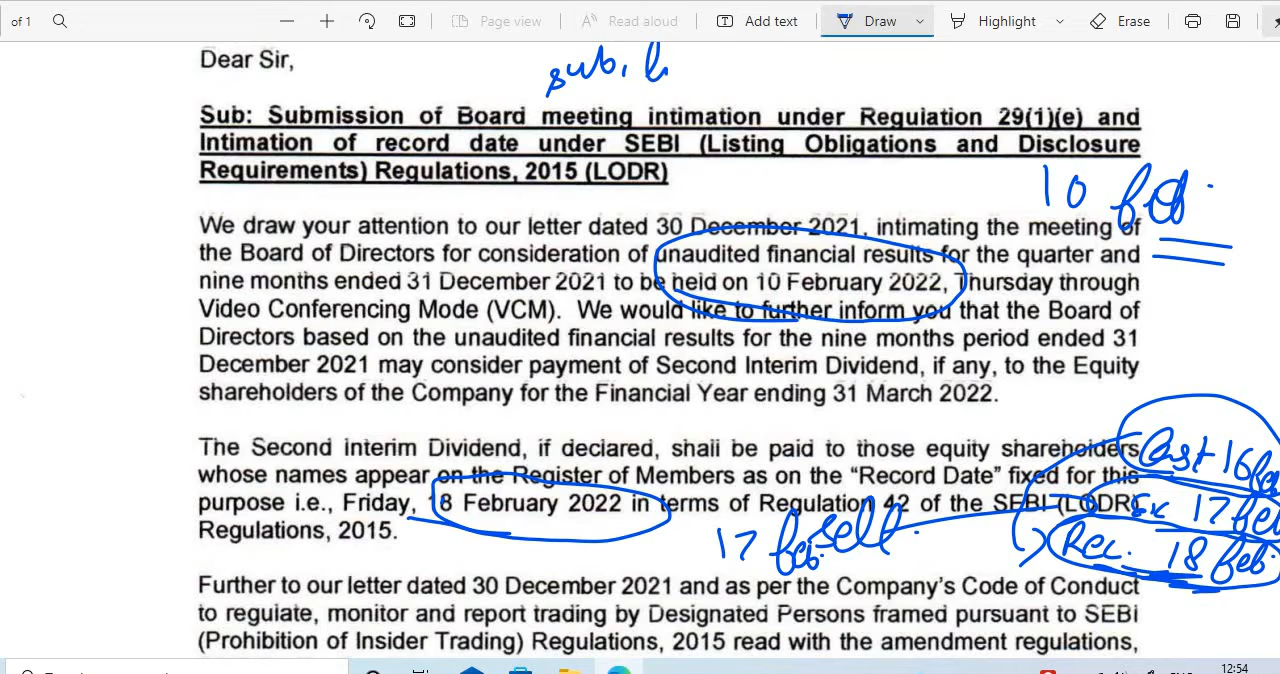 of 1
Page view
Read aloud
Add text
Draw
Highlight
Erase
Dear Sir,
sub.
Sub: Submission of Board meeting intimation under Regulation 29(1)(e) and
Intimation of record date under SEBI (Listing Obligations and Disclosure
Requirements) Regulations, 2015 (LODR)
10 feb.
We draw your attention to our letter dated 30 December 2021, intimating the meeting of
the Board of Directors for consideration of unaudited financial results for the quarter and
nine months ended 31 December 2021 to be held on 10 February 2022, Thursday through
Video Conferencing Mode (VCM). We would like to further inform you that the Board of
Directors based on the unaudited financial results for the nine months period ended 31
December 2021 may consider payment of Second Interim Dividend, if any, to the Equity
shareholders of the Company for the Financial Year ending 31 March 2022.
The Second interim Dividend, if declared, shall be paid to those equity shareholders
whose names appear on the Register of Members as on the “Record Date” fixed for this
purpose i.e., Friday, 18 February 2022 in terms of Regulation 42 of the SEBI (LODR)
Regulations, 2015.
16 feb
Ex 17 feb
Rec. 18 feb.
17 feb. sell.
Further to our letter dated 30 December 2021 and as per the Company’s Code of Conduct
to regulate, monitor and report trading by Designated Persons framed pursuant to SEBI
(Prohibition of Insider Trading) Regulations, 2015 read with the amendment regulations,
12:54